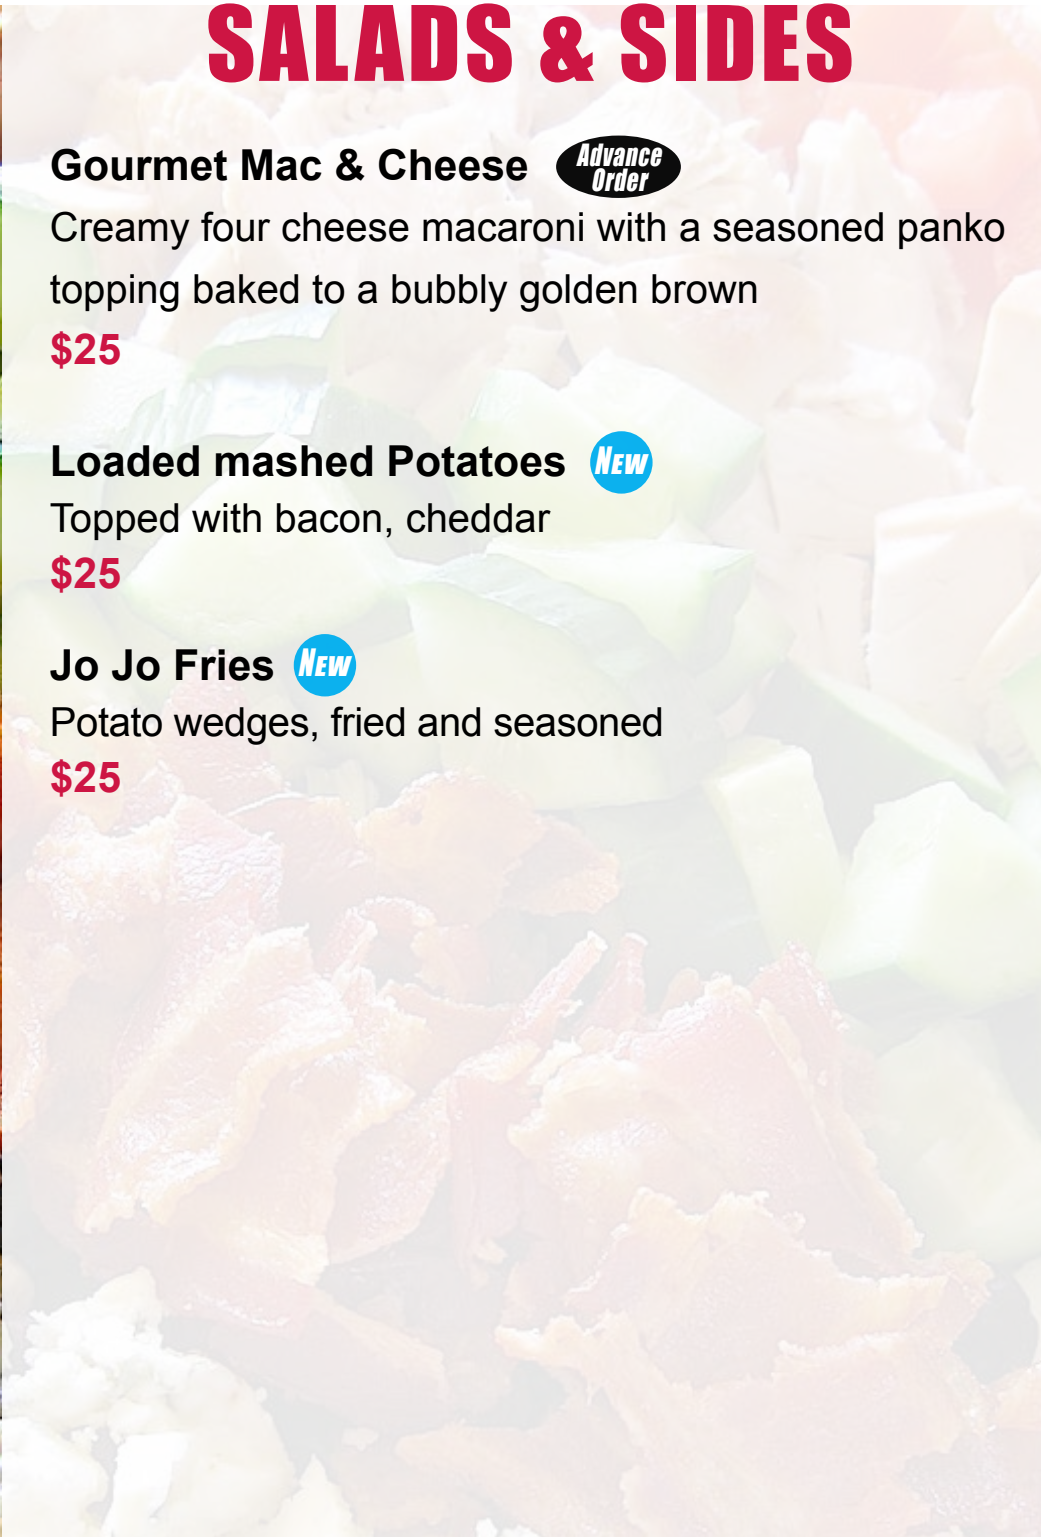 SALADS & SIDES
Gourmet Mac & Cheese Advance Order
Creamy four cheese macaroni with a seasoned panko
topping baked to a bubbly golden brown
$25
Loaded mashed Potatoes New
Topped with bacon, cheddar
$25
Jo Jo Fries New
Potato wedges, fried and seasoned
$25